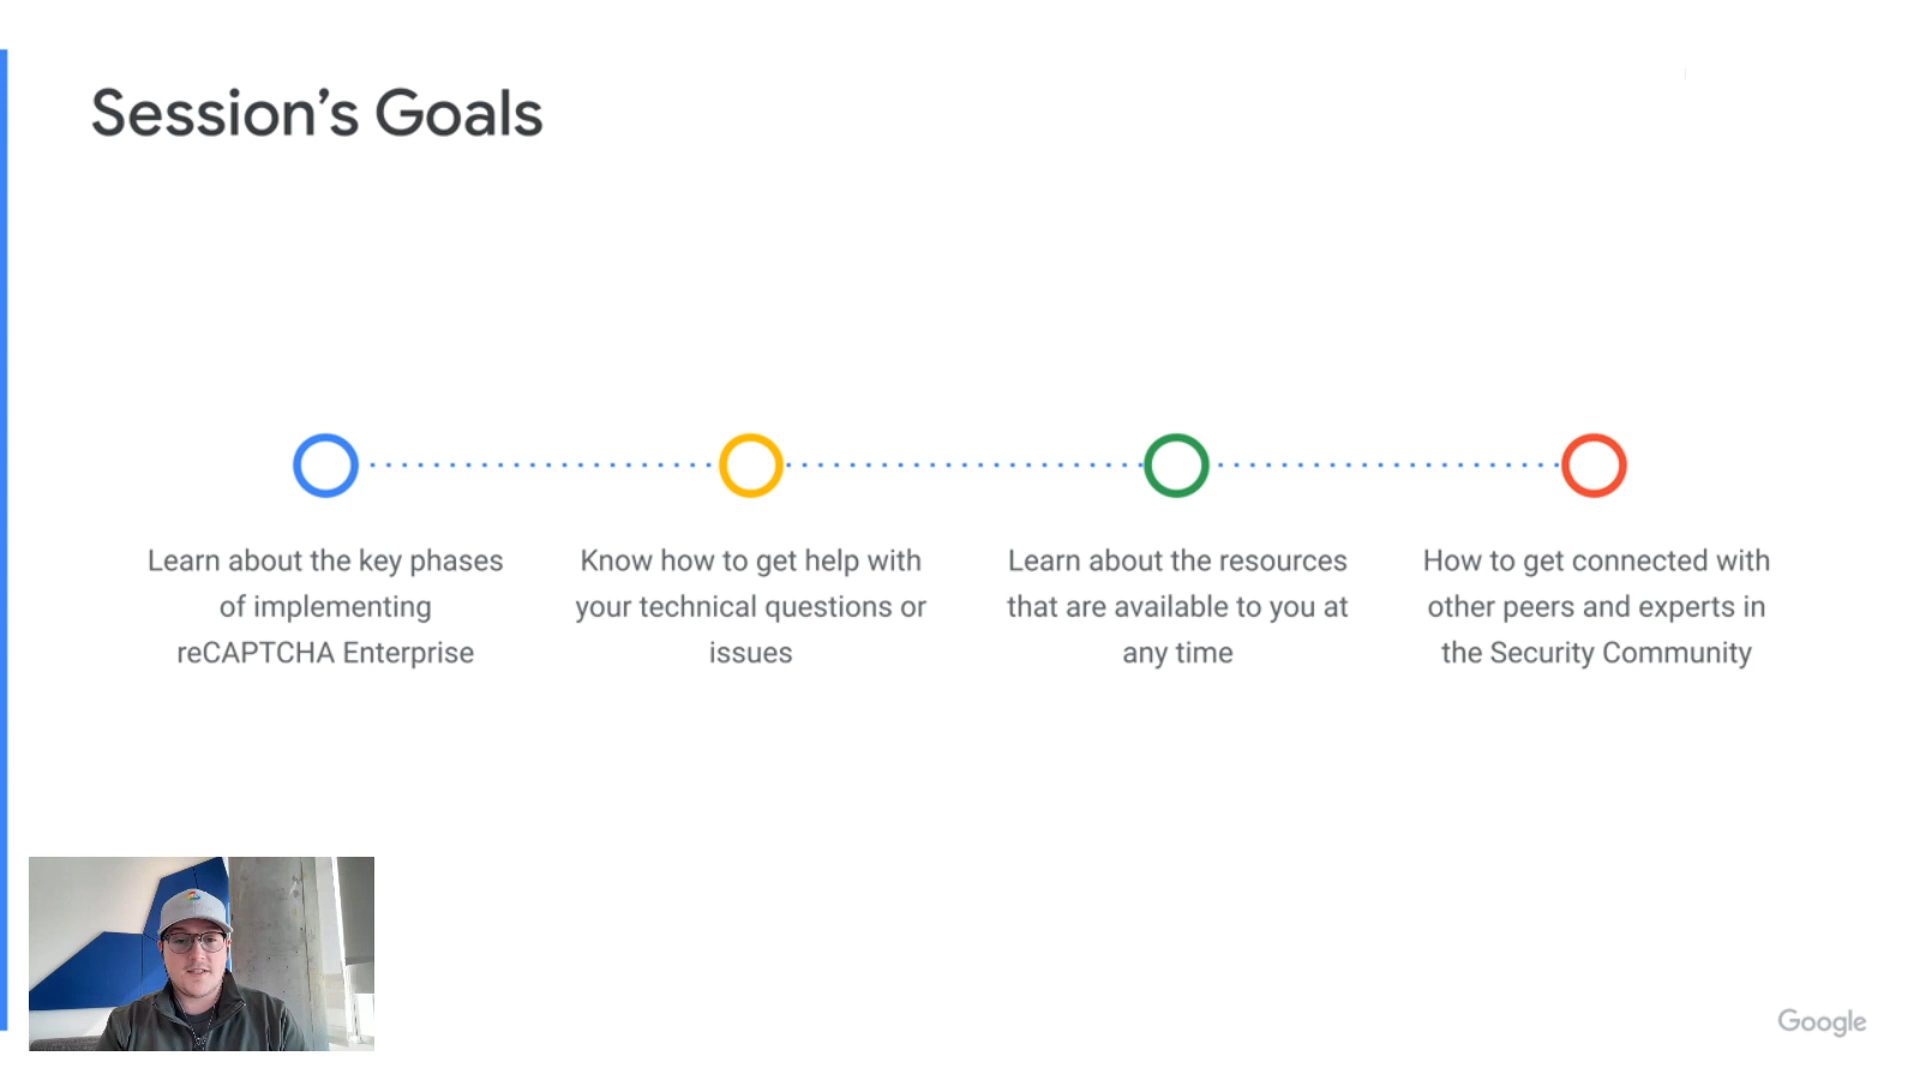 Session’s Goals
Learn about the key phases
of implementing
reCAPTCHA Enterprise
Know how to get help with
your technical questions or
issues
Learn about the resources
that are available to you at
any time
How to get connected with
other peers and experts in
the Security Community
Google